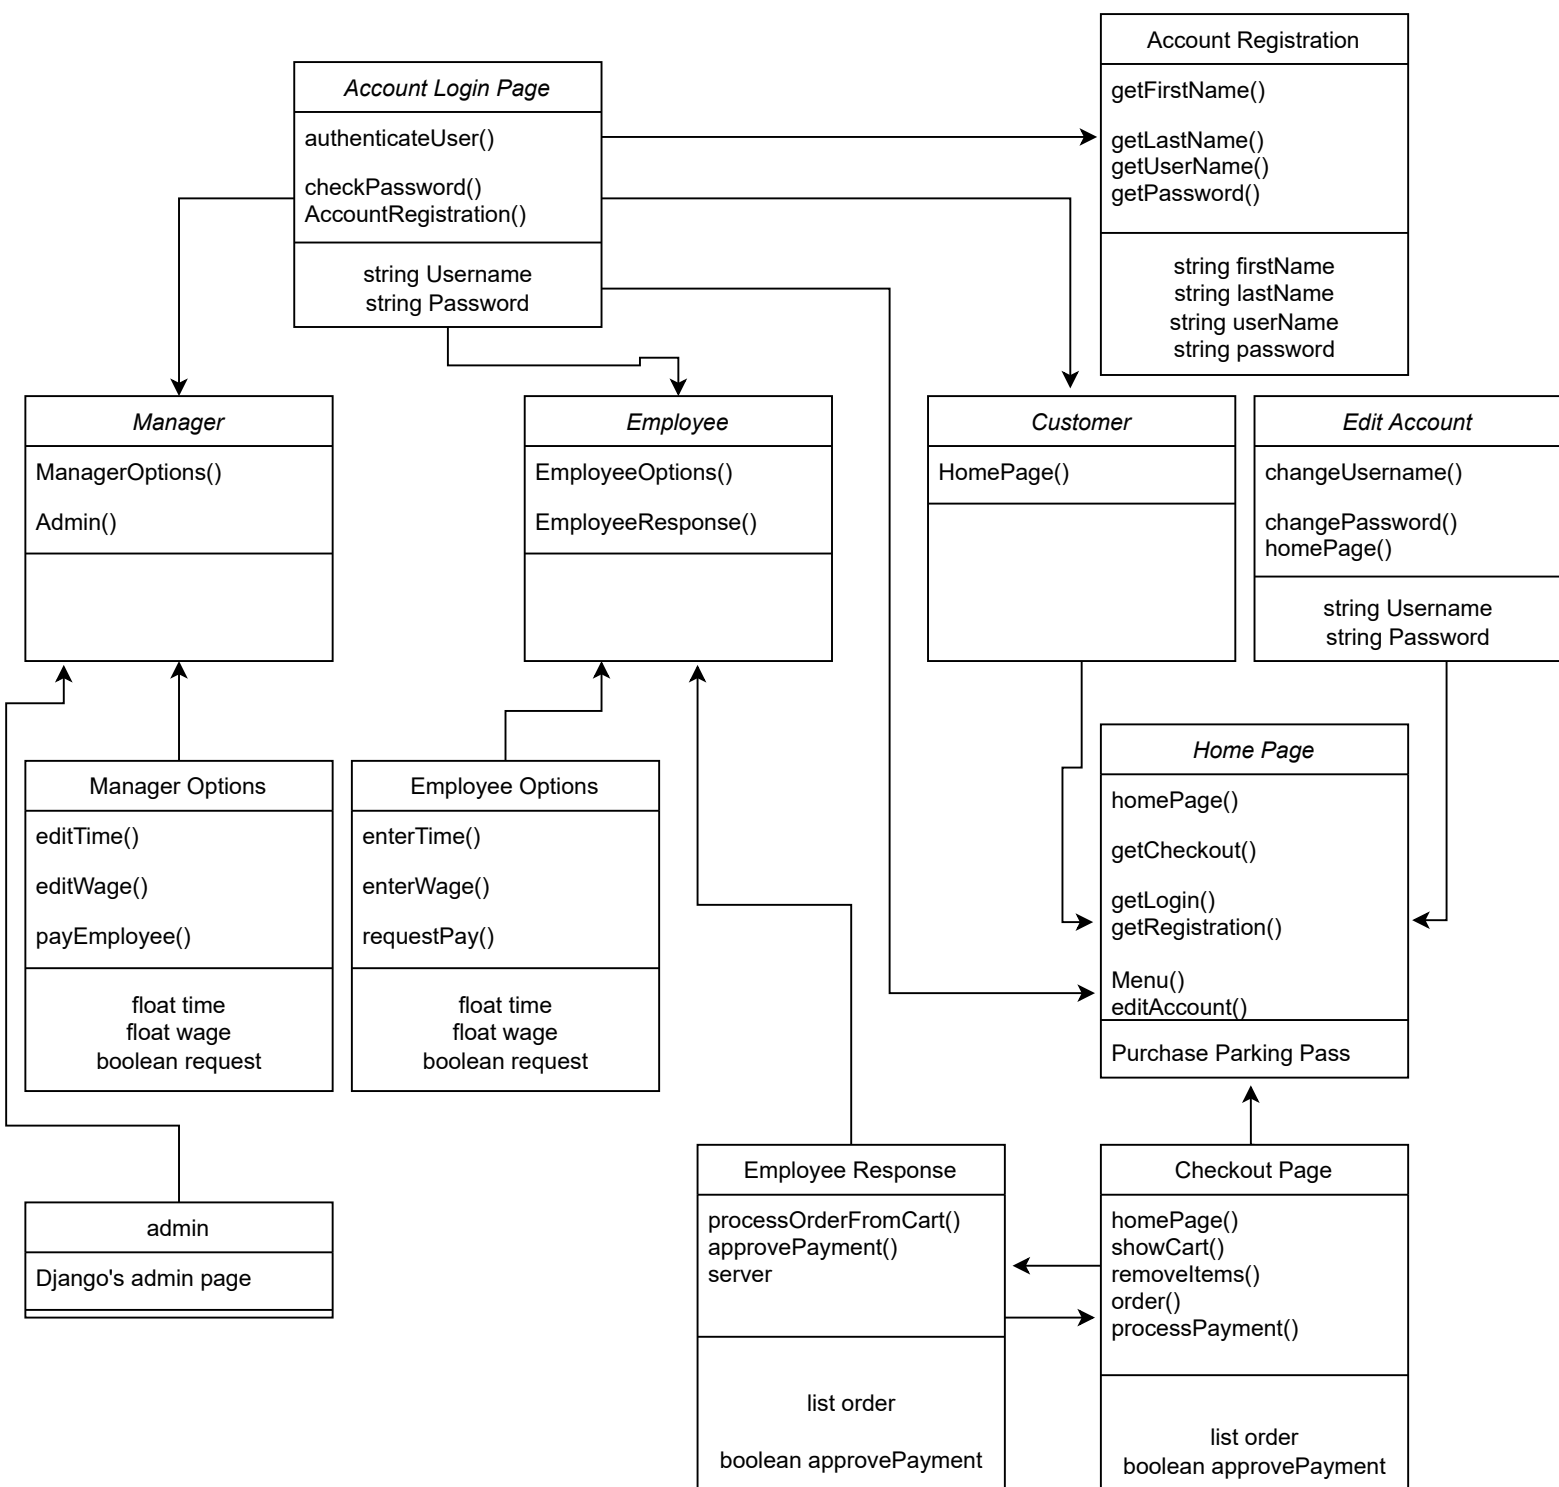 Account Registration
getFirstName()
getLastName()
getUserName()
getPassword()
string firstName
string lastName
string userName
string password
Account Login Page
authenticateUser()
checkPassword()
AccountRegistration()
string Username
string Password
Manager
ManagerOptions()
Admin()
Employee
EmployeeOptions()
EmployeeResponse()
Customer
HomePage()
Edit Account
changeUsername()
changePassword()
homePage()
string Username
string Password
Home Page
homePage()
getCheckout()
getLogin()
getRegistration()
Menu()
editAccount()
Purchase Parking Pass
Manager Options
editTime()
editWage()
payEmployee()
float time
float wage
boolean request
Employee Options
enterTime()
enterWage()
requestPay()
float time
float wage
boolean request
admin
Django's admin page
Employee Response
processOrderFromCart()
approvePayment()
server
list order
boolean approvePayment
Checkout Page
homePage()
showCart()
removeItems()
order()
processPayment()
list order
boolean approvePayment